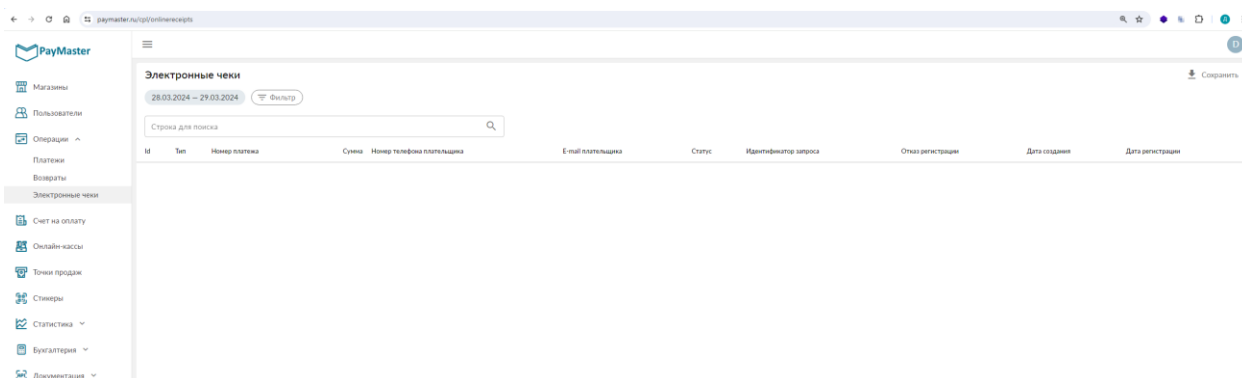 paymaster.ru/cpl/onlinereceipts
PayMaster
D
Электронные чеки
Сохранить
28.03.2024 — 29.03.2024
Фильтр
Строка для поиска
Id Тип Номер платежа Сумма Номер телефона плательщика E-mail плательщика Статус Идентификатор запроса Отказ регистрации Дата создания Дата регистрации
Магазины
Пользователи
Операции
Платежи
Возвраты
Электронные чеки
Счет на оплату
Онлайн-кассы
Точки продаж
Стикеры
Статистика
Бухгалтерия
Документация